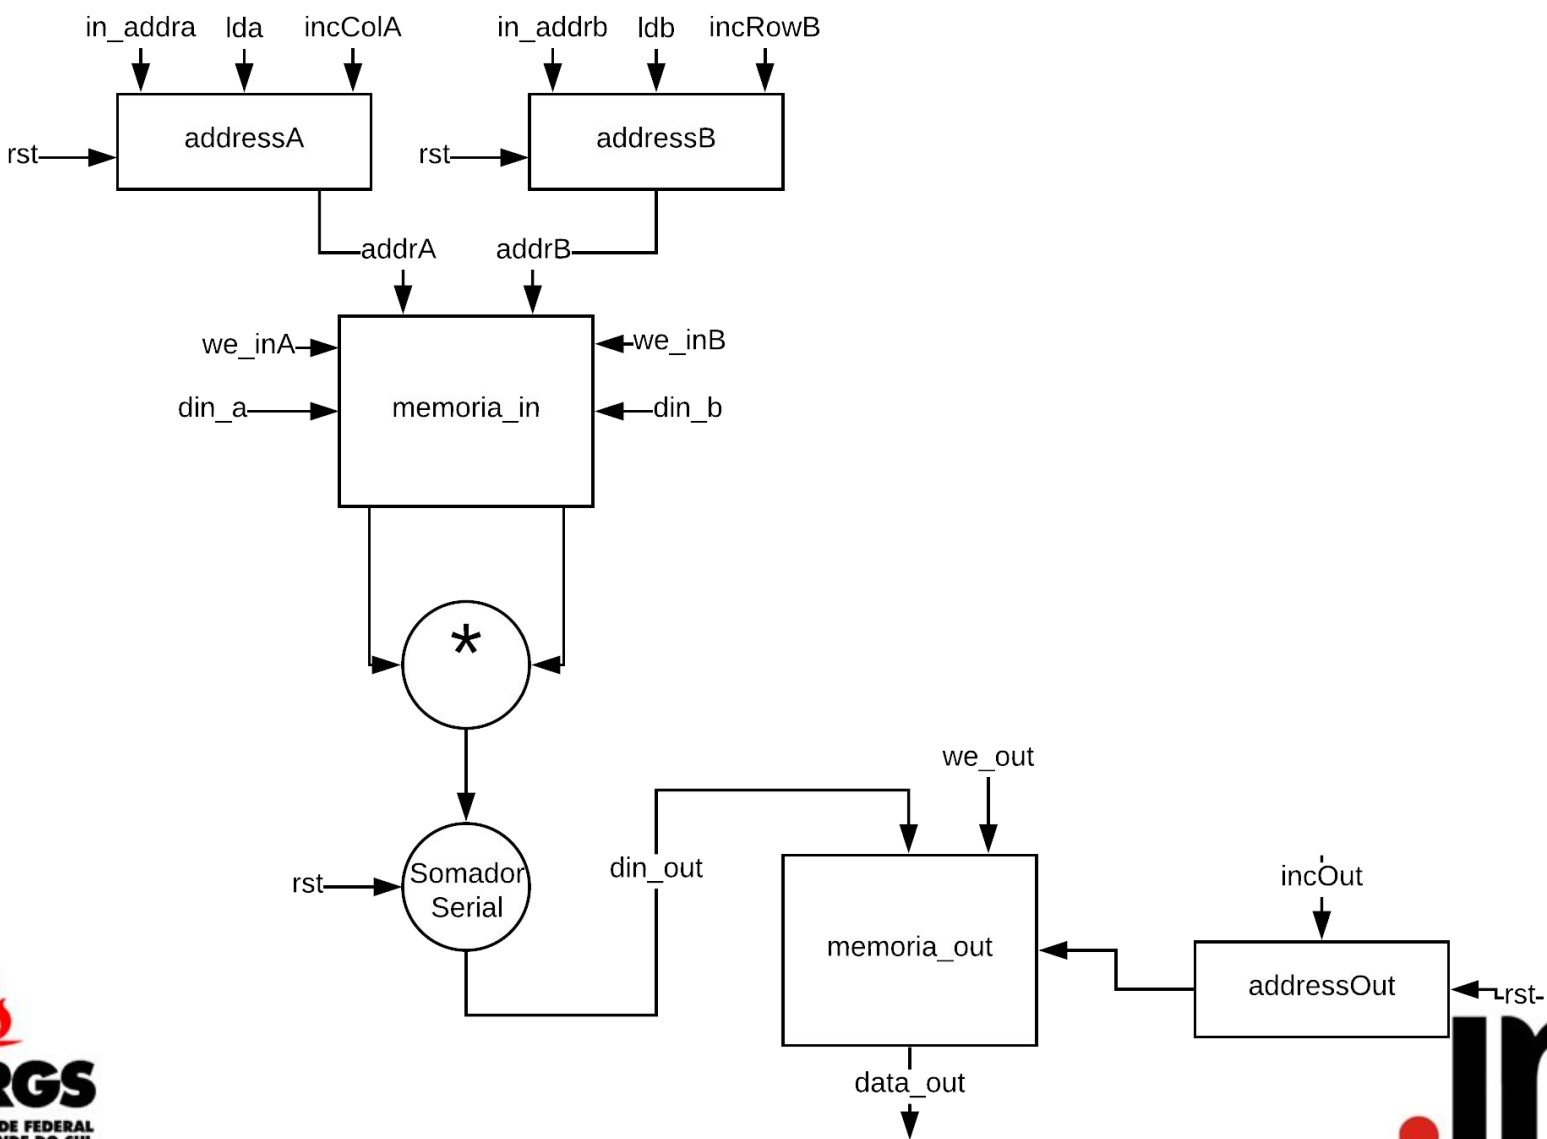 in_addra lda incColA
in_addrb ldb incRowB
rst
addressA
rst
addressB
addrA
addrB
we_inA
we_inB
din_a
memoria_in
din_b
*
we_out
rst
Somador
Serial
din_out
incOut
memoria_out
addressOut
rst
data_out
RGS
DE FEDERAL